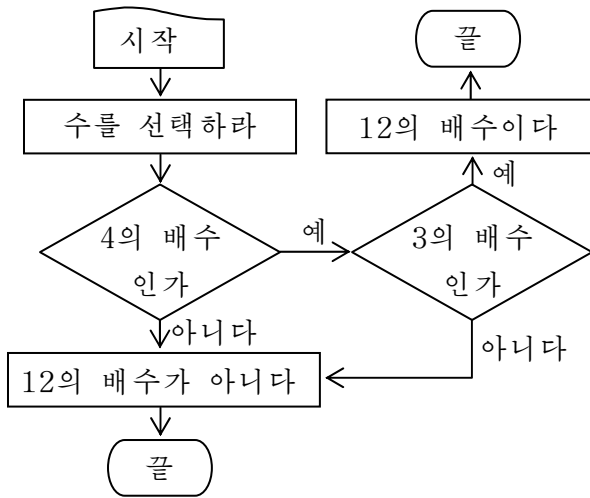 시작
끝
수를 선택하라
12의 배수이다
예
4의 배수
인가
예
3의 배수
인가
아니다
아니다
12의 배수가 아니다
끝